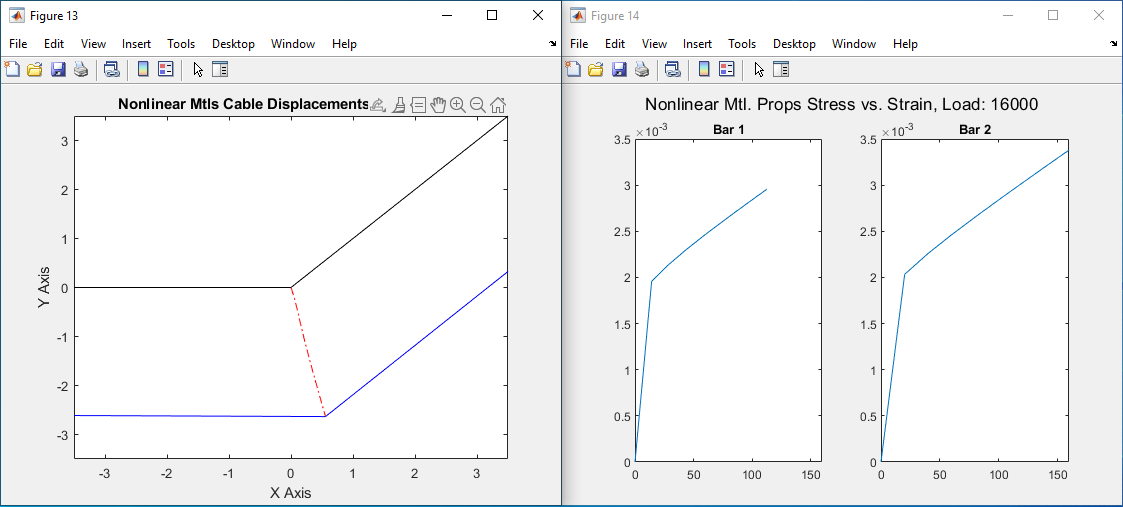 Figure 13
File Edit View Insert Tools Desktop Window Help
Nonlinear Mtls Cable Displacements
3
2
1
0
-1
-2
-3
Y Axis
-3 -2 -1 0 1 2 3
X Axis
Figure 14
File Edit View Insert Tools Desktop Window Help
Nonlinear Mtl. Props Stress vs. Strain, Load: 16000
×10-3 Bar 1
3.5
3
2.5
2
1.5
1
0.5
0
0 50 100 150
×10-3 Bar 2
3.5
3
2.5
2
1.5
1
0.5
0
0 50 100 150